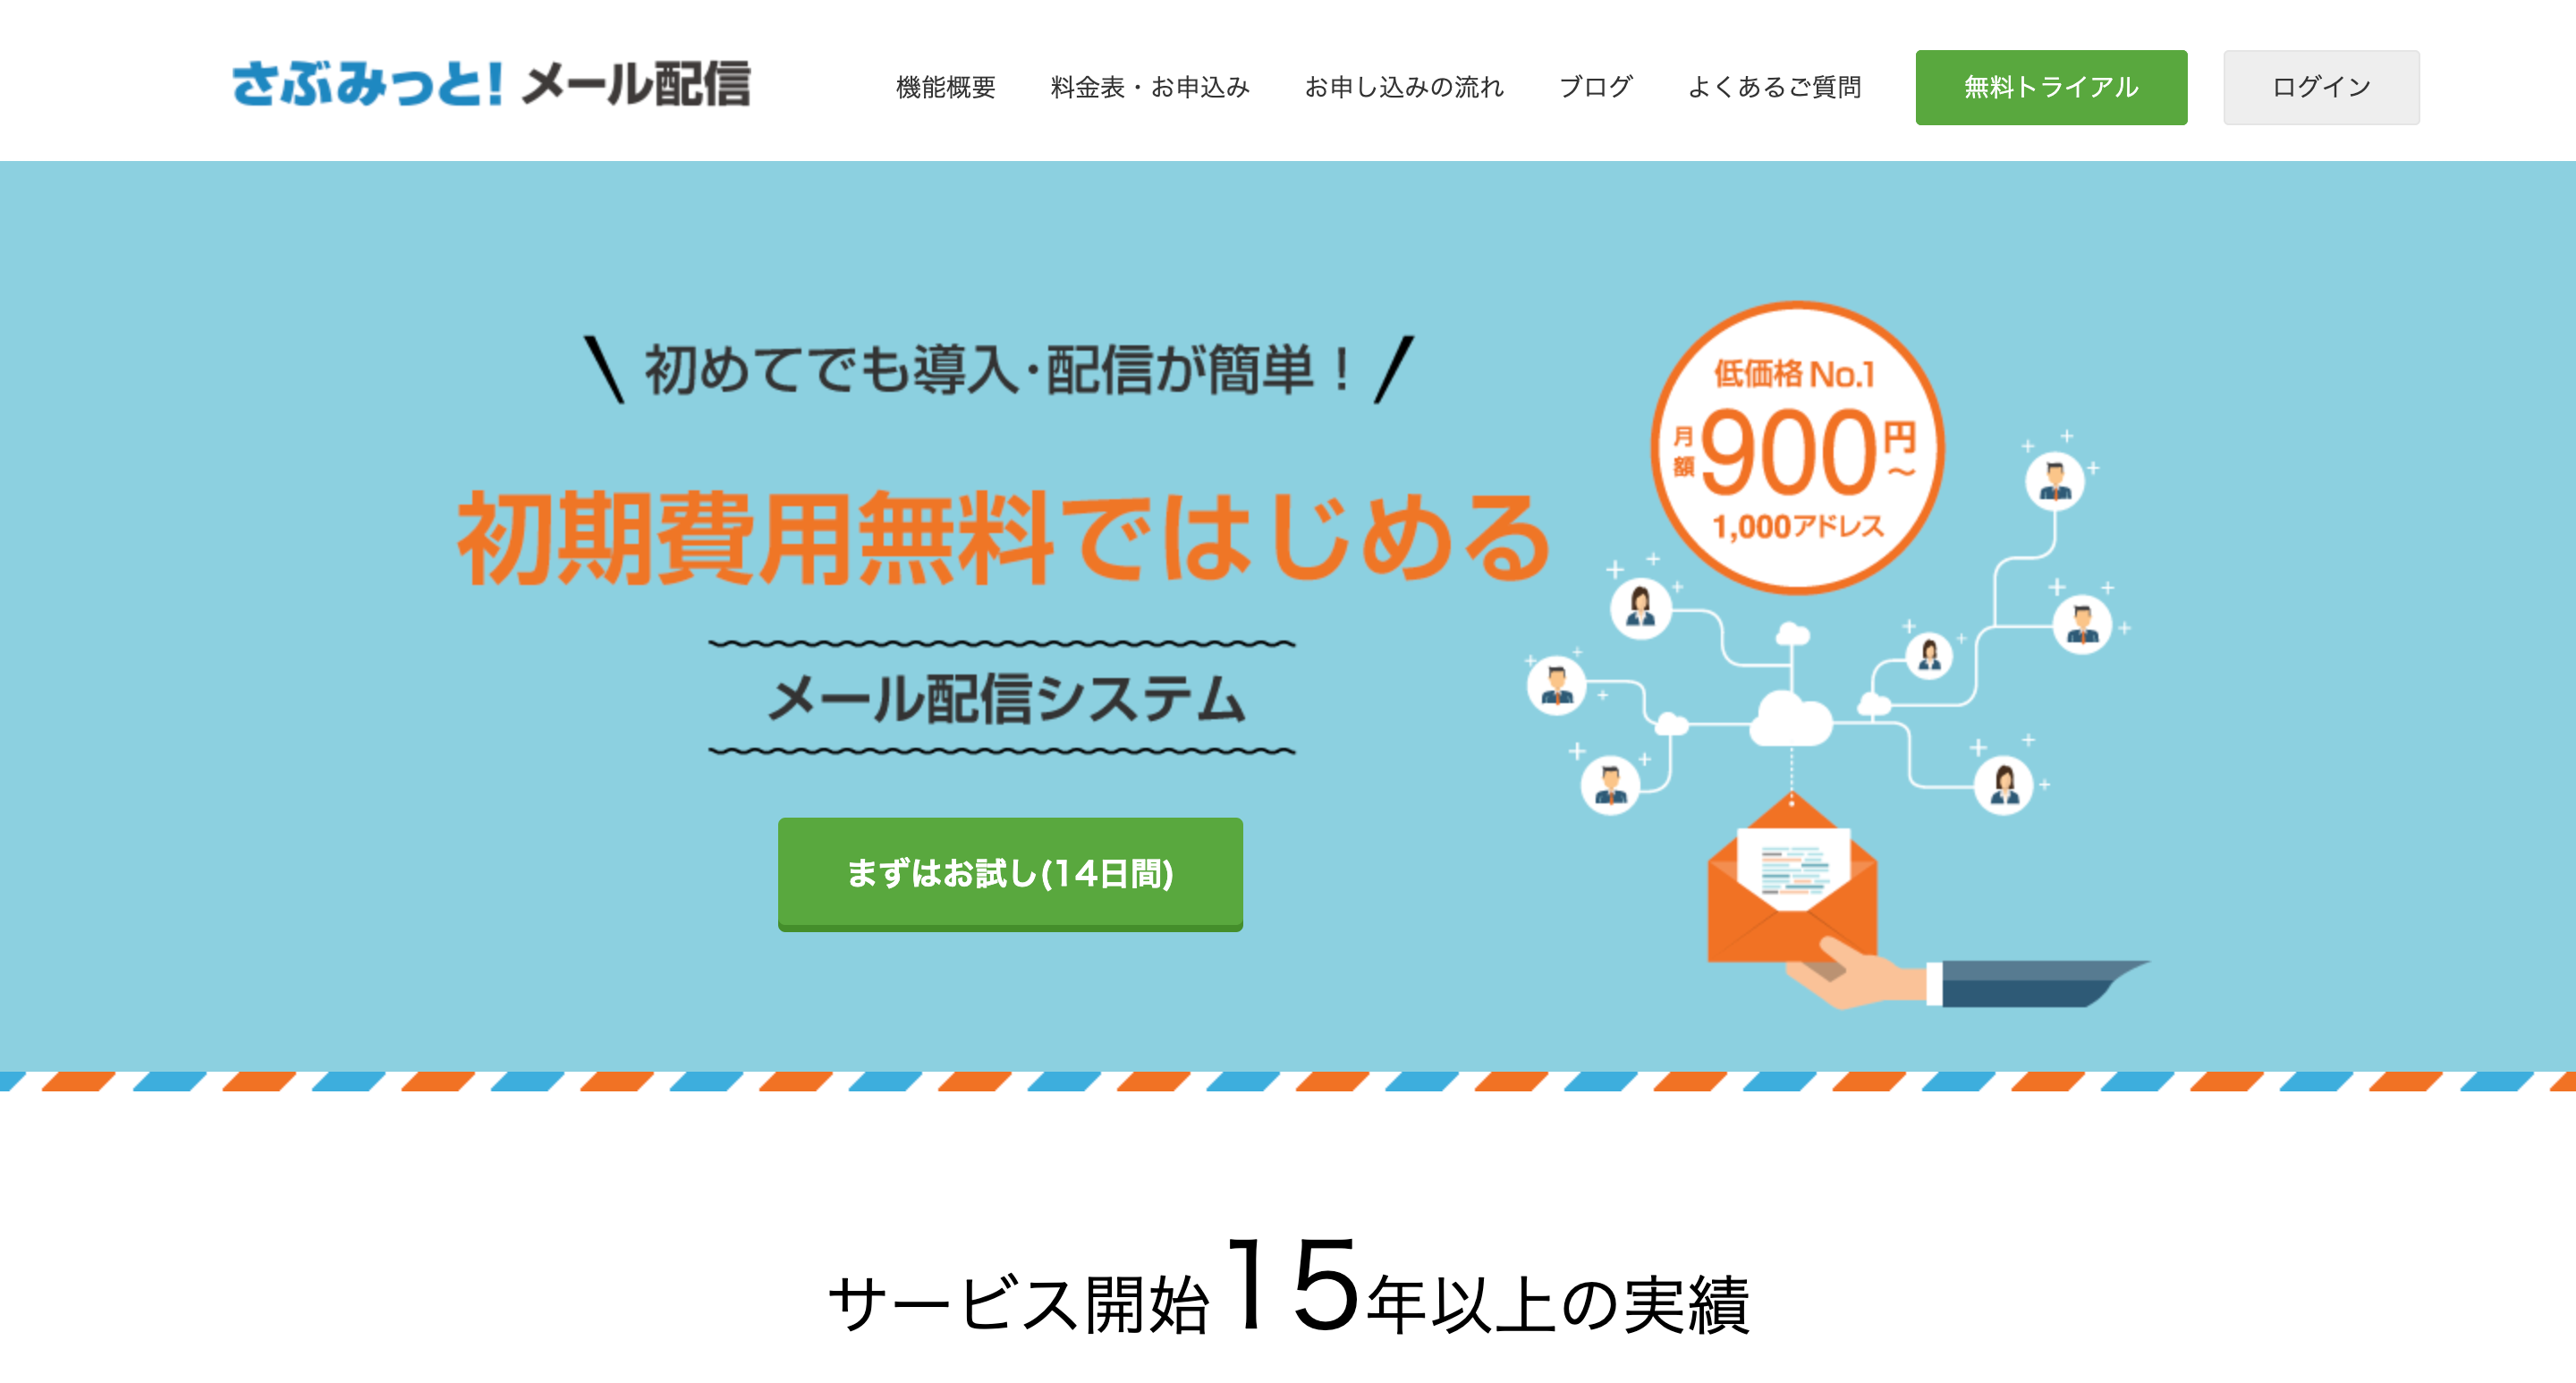 さぶみっと! メール配信
機能概要
料金表・お申込み
お申し込みの流れ
ブログ
よくあるご質問
無料トライアル
ログイン
初めてでも導入・配信が簡単！
初期費用無料ではじめる
メール配信システム
まずはお試し(14日間)
低価格 No.1
月額900円～
1,000アドレス
サービス開始15年以上の実績